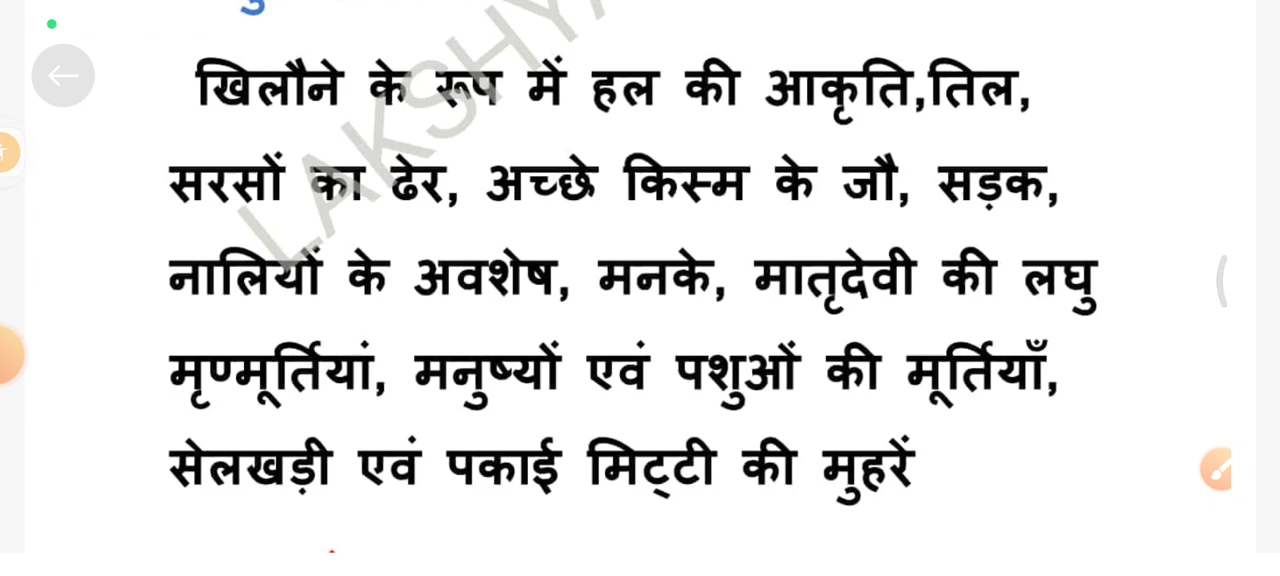 खिलौने के रूप में हल की आकृति,तिल,
सरसों का ढेर, अच्छे किस्म के जौ, सड़क,
नालियों के अवशेष, मनके, मातृदेवी की लघु
मृण्मूर्तियां, मनुष्यों एवं पशुओं की मूर्तियाँ,
सेलखड़ी एवं पकाई मिट्टी की मुहरें